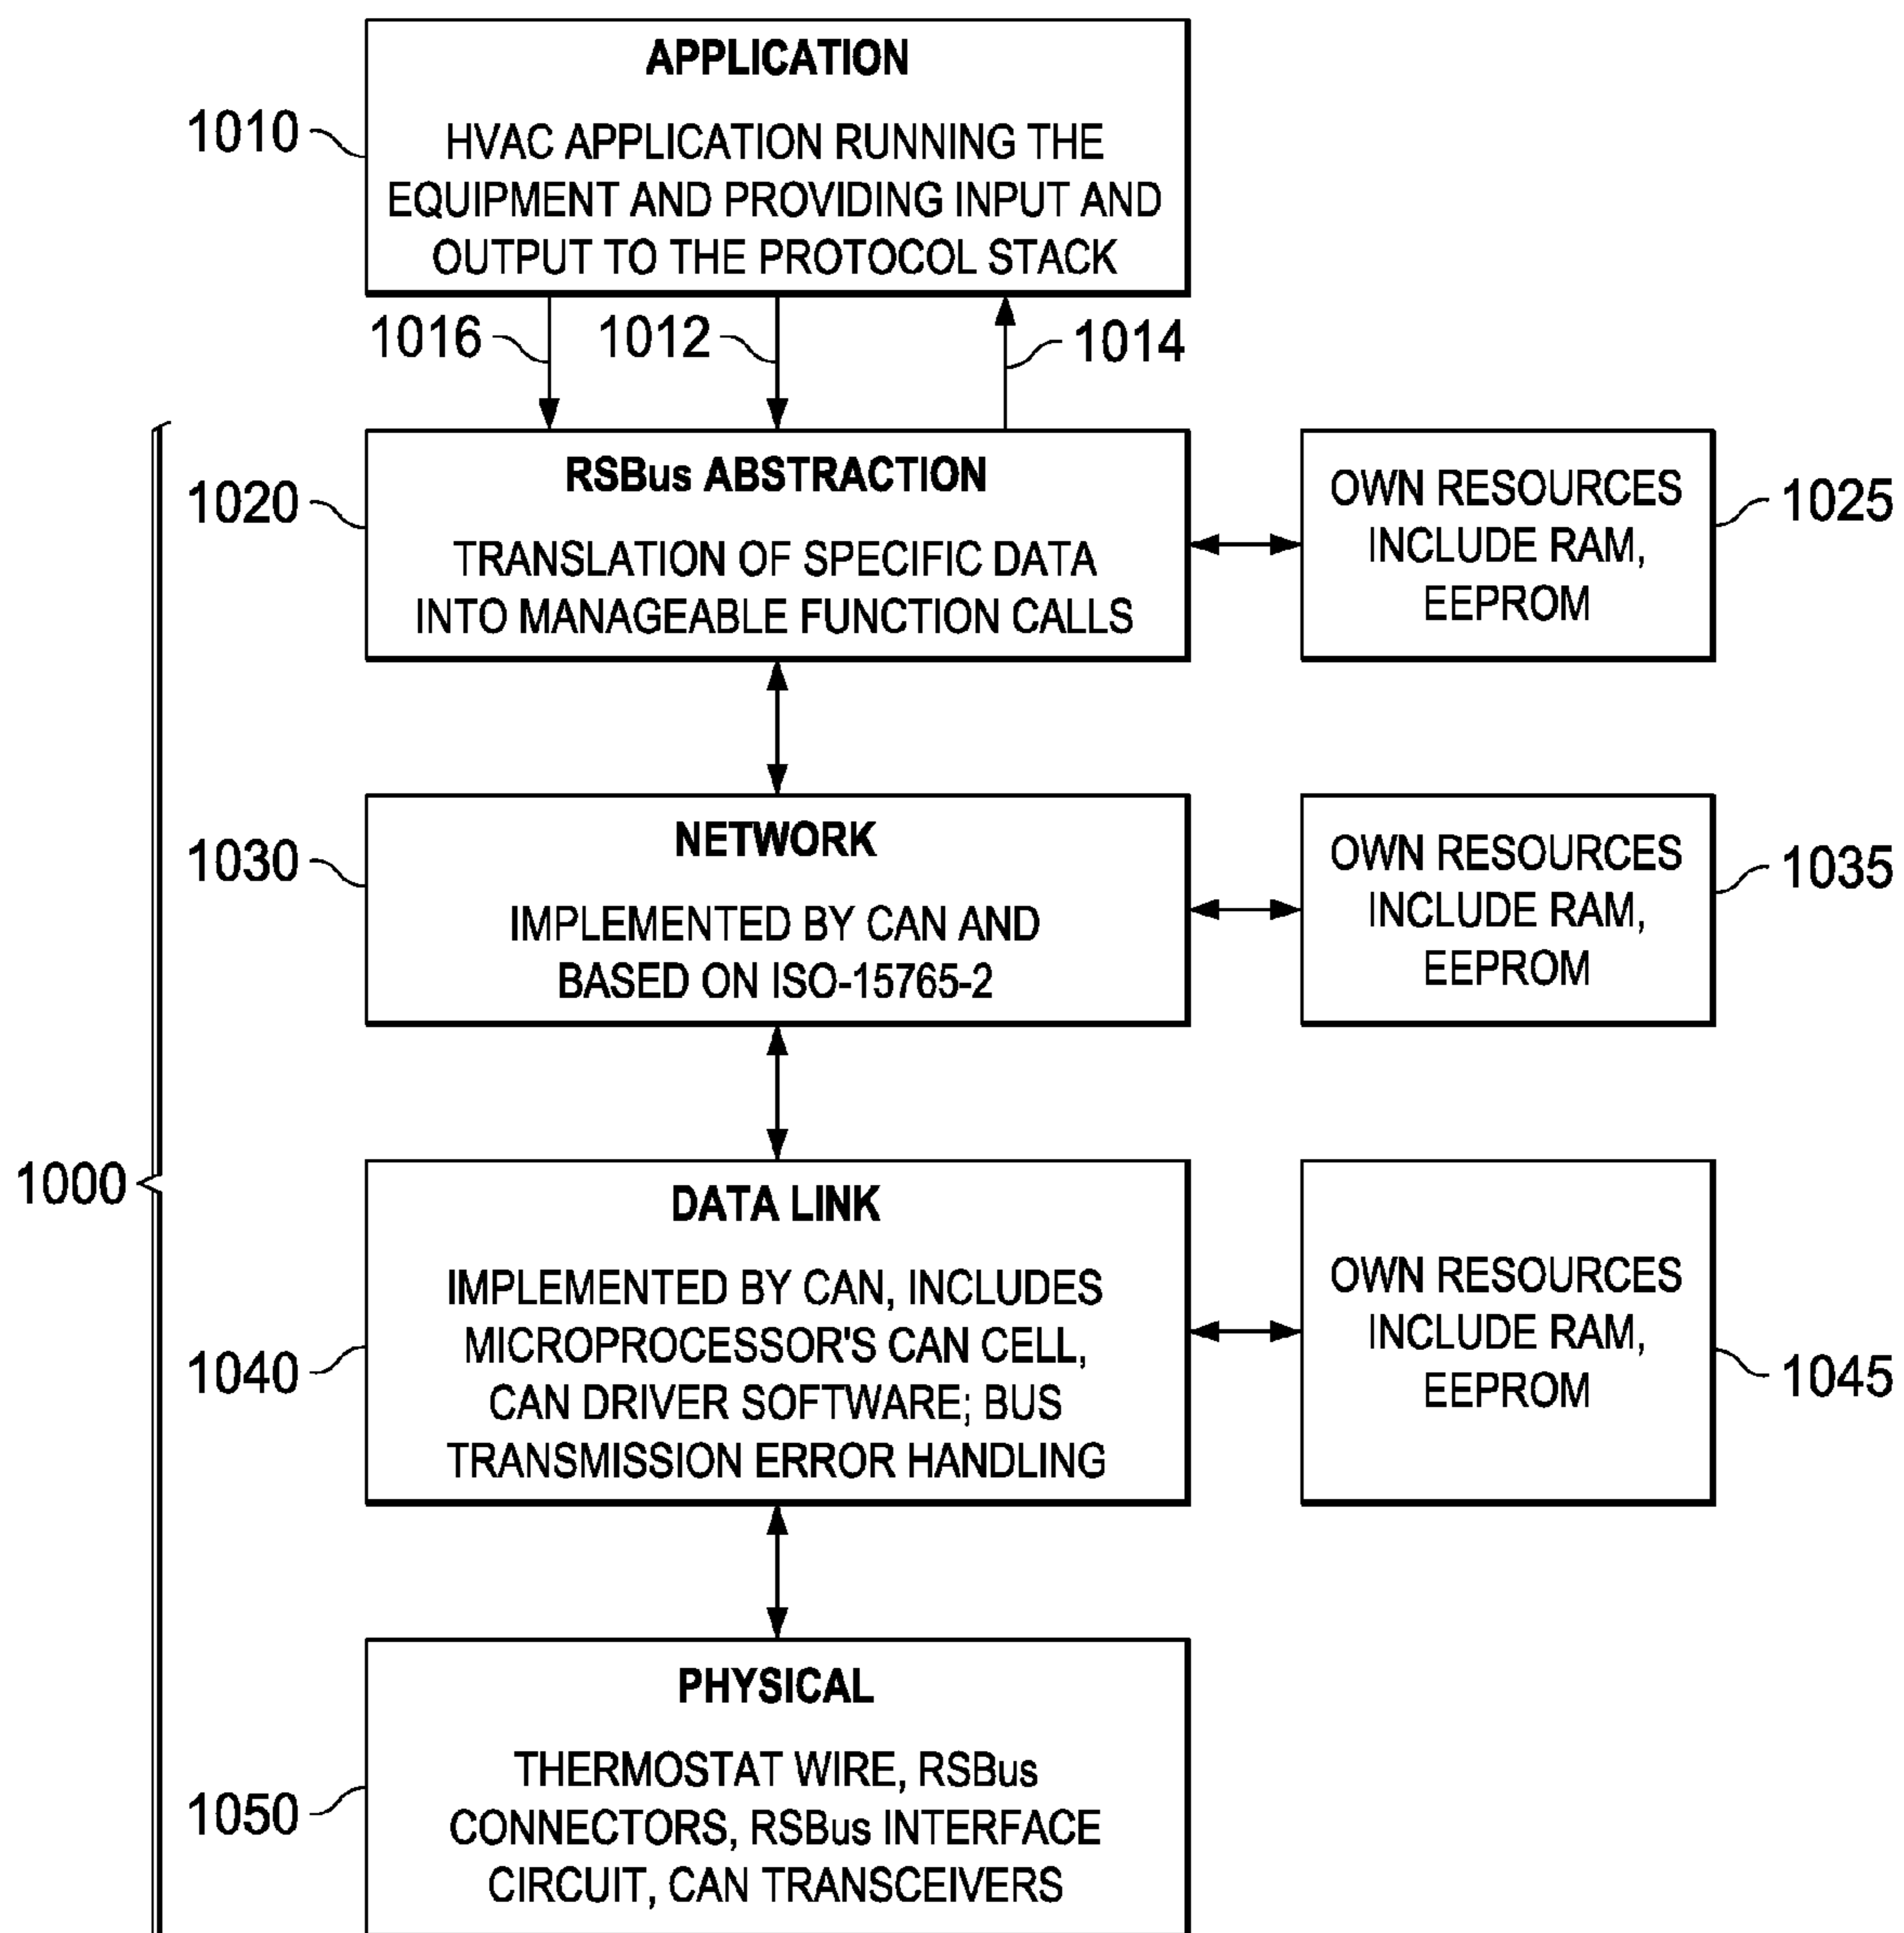 APPLICATION
1010
HVAC APPLICATION RUNNING THE
EQUIPMENT AND PROVIDING INPUT AND
OUTPUT TO THE PROTOCOL STACK
1016
1012
1014
RSBus ABSTRACTION
1020
TRANSLATION OF SPECIFIC DATA
INTO MANAGEABLE FUNCTION CALLS
OWN RESOURCES
INCLUDE RAM,
EEPROM
1025
NETWORK
1030
IMPLEMENTED BY CAN AND
BASED ON ISO-15765-2
OWN RESOURCES
INCLUDE RAM,
EEPROM
1035
1000
DATA LINK
1040
IMPLEMENTED BY CAN, INCLUDES
MICROPROCESSOR'S CAN CELL,
CAN DRIVER SOFTWARE; BUS
TRANSMISSION ERROR HANDLING
OWN RESOURCES
INCLUDE RAM,
EEPROM
1045
PHYSICAL
1050
THERMOSTAT WIRE, RSBus
CONNECTORS, RSBus INTERFACE
CIRCUIT, CAN TRANSCEIVERS